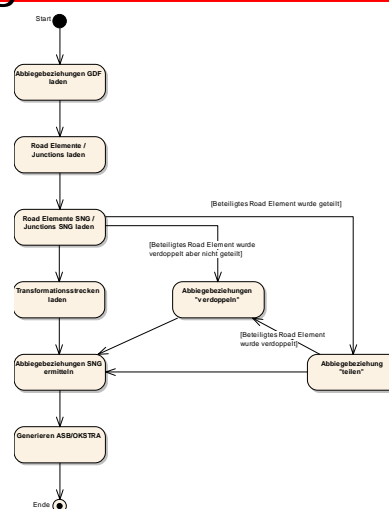 Start
Abbiegebeziehungen GDF
laden
Road Elemente /
Junctions laden
Road Elemente SNG /
Junctions SNG laden
[Beteiligtes Road Element wurde geteilt]
[Beteiligtes Road Element wurde
verdoppelt aber nicht geteilt]
Transformationsstrecken
laden
Abbiegebeziehungen
"verdoppeln"
[Beteiligtes Road Element
wurde verdoppelt]
Abbiegebeziehungen SNG
ermitteln
Abbiegebeziehung
"teilen"
Generieren ASB/OKSTRA
Ende